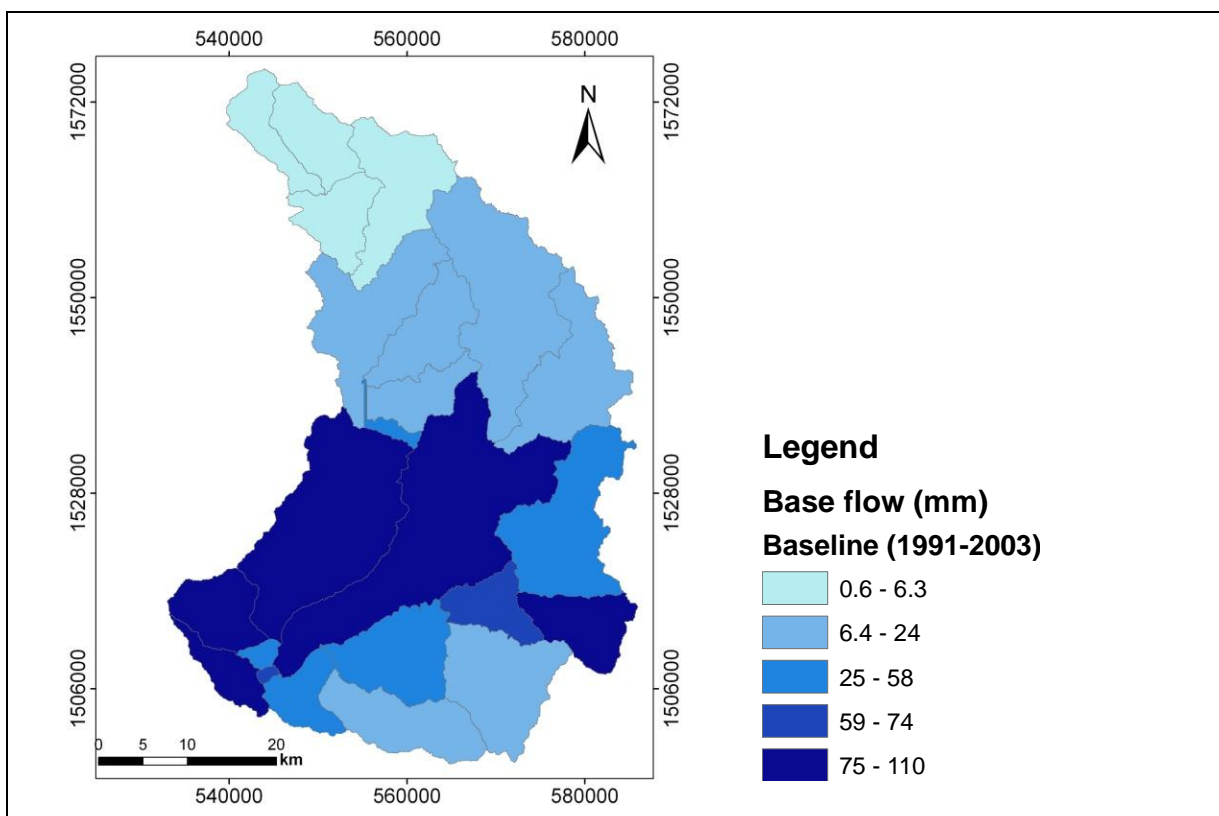 540000 560000 580000
N
1572000 1572000
1550000 1550000
1528000 1528000
1506000 1506000
0 5 10 20
km
540000 560000 580000
Legend
Base flow (mm)
Baseline (1991-2003)
0.6 - 6.3
6.4 - 24
25 - 58
59 - 74
75 - 110